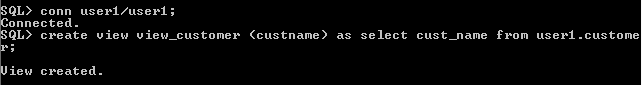 SQL> conn user1/user1;
Connected.
SQL> create view view_customer (custname) as select cust_name from user1.custome
r;
View created.